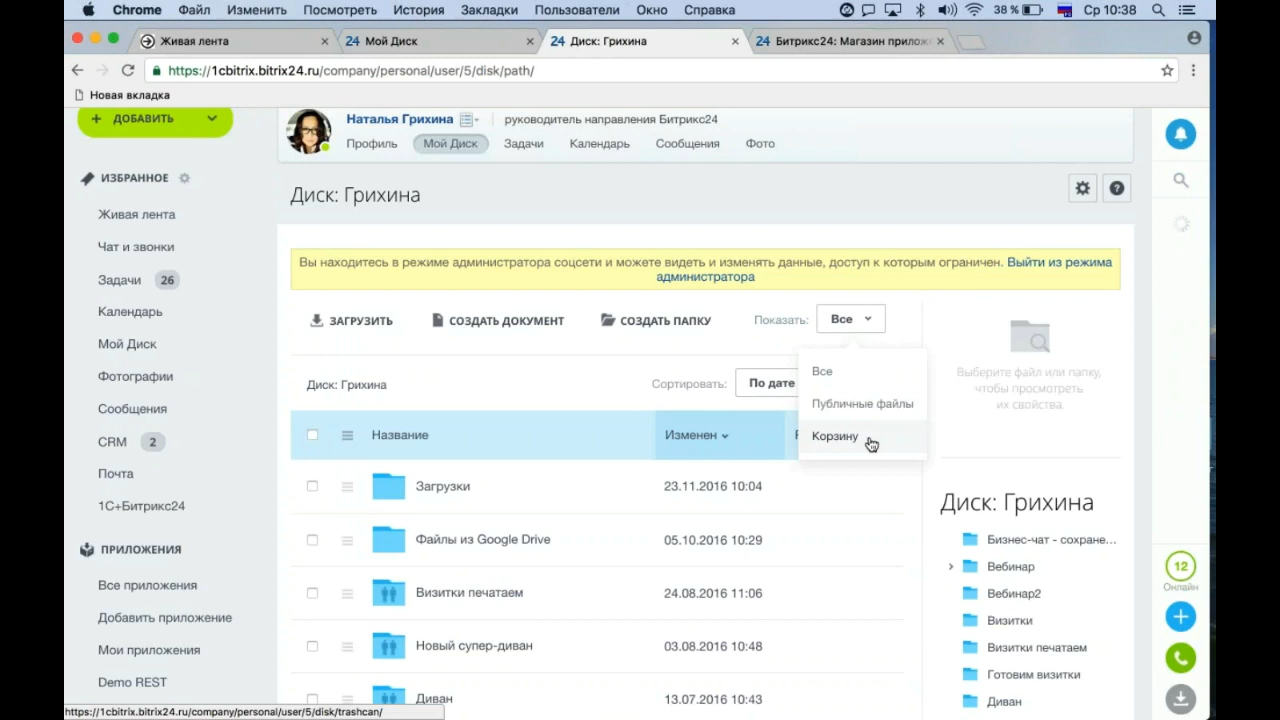 Chrome Файл Изменить Посмотреть История Закладки Пользователи Окно Справка 38 % Ср 10:38
Живая лента 24 Мой Диск 24 Диск: Грихина 24 Битрикс24: Магазин прилож
https://1cbitrix.bitrix24.ru/company/personal/user/5/disk/path/
Новая вкладка
+ ДОБАВИТЬ
ИЗБРАННОЕ
Живая лента
Чат и звонки
Задачи 26
Календарь
Мой Диск
Фотографии
Сообщения
CRM 2
Почта
1С+Битрикс24
ПРИЛОЖЕНИЯ
Все приложения
Добавить приложение
Мои приложения
Demo REST
https://1cbitrix.bitrix24.ru/company/personal/user/5/disk/trashcan/
Наталья Грихина руководитель направления Битрикс24
Профиль Мой Диск Задачи Календарь Сообщения Фото
Диск: Грихина
?
Вы находитесь в режиме администратора соцсети и можете видеть и изменять данные, доступ к которым ограничен. Выйти из режима
администратора
ЗАГРУЗИТЬ СОЗДАТЬ ДОКУМЕНТ СОЗДАТЬ ПАПКУ Показать: Все
Все
Публичные файлы
Корзину
Диск: Грихина Сортировать: По дате
Название Изменен
Загрузки 23.11.2016 10:04
Файлы из Google Drive 05.10.2016 10:29
Визитки печатаем 24.08.2016 11:06
Новый супер-диван 03.08.2016 10:48
Диван 13.07.2016 10:43
Выберите файл или папку,
чтобы просмотреть
их свойства.
Диск: Грихина
Бизнес-чат - сохране...
Вебинар
Вебинар2
Визитки
Визитки печатаем
Готовим визитки
Диван
12
Онлайн